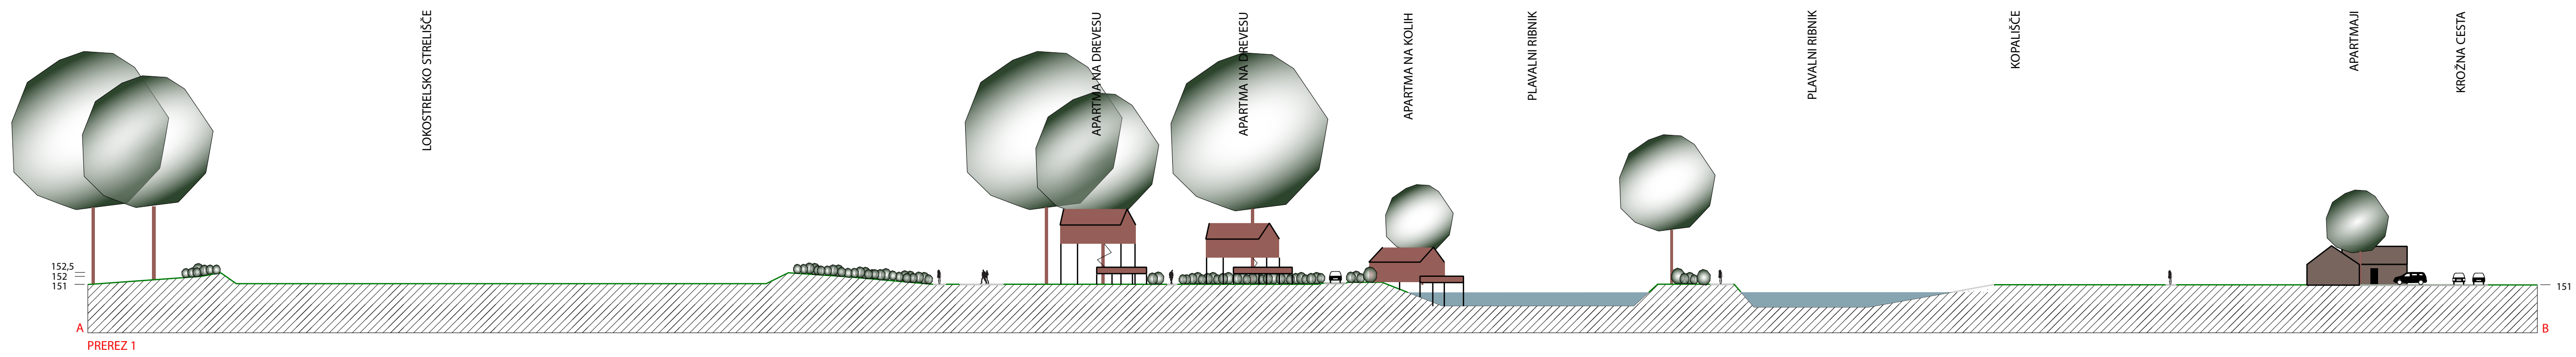 LOKOSTRELSKO STRELIŠČE
APARTMA NA DREVESU
APARTMA NA DREVESU
APARTMA NA KOLIH
PLAVALNI RIBNIK
PLAVALNI RIBNIK
KOPALIŠČE
APARTMAJI
KROŽNA CESTA
152,5
152
151
151
A
B
PREREZ 1